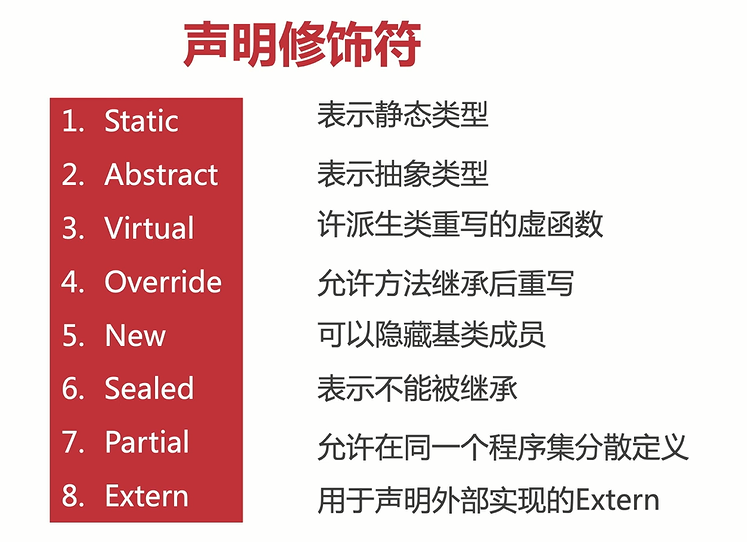 声明修饰符
1. Static 表示静态类型
2. Abstract 表示抽象类型
3. Virtual 许派生类重写的虚函数
4. Override 允许方法继承后重写
5. New 可以隐藏基类成员
6. Sealed 表示不能被继承
7. Partial 允许在同一个程序集分散定义
8. Extern 用于声明外部实现的Extern